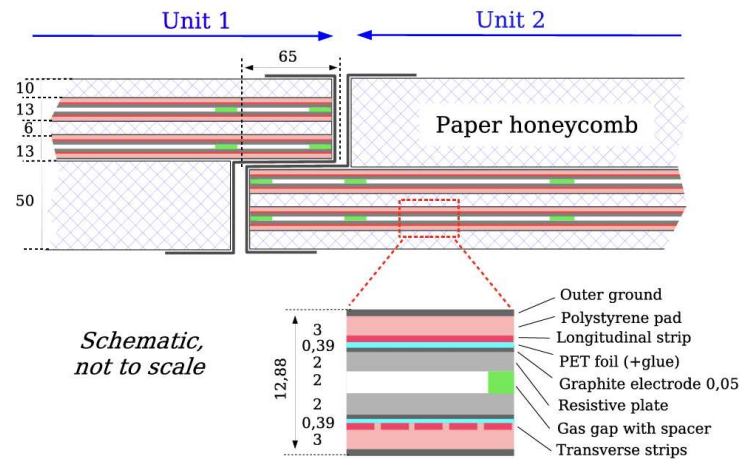 Unit 1
Unit 2
65
10
13
6
13
50
Paper honeycomb
Schematic,
not to scale
12,88
3
0,39
2
2
2
0,39
3
Outer ground
Polystyrene pad
Longitudinal strip
PET foil (+glue)
Graphite electrode 0,05
Resistive plate
Gas gap with spacer
Transverse strips